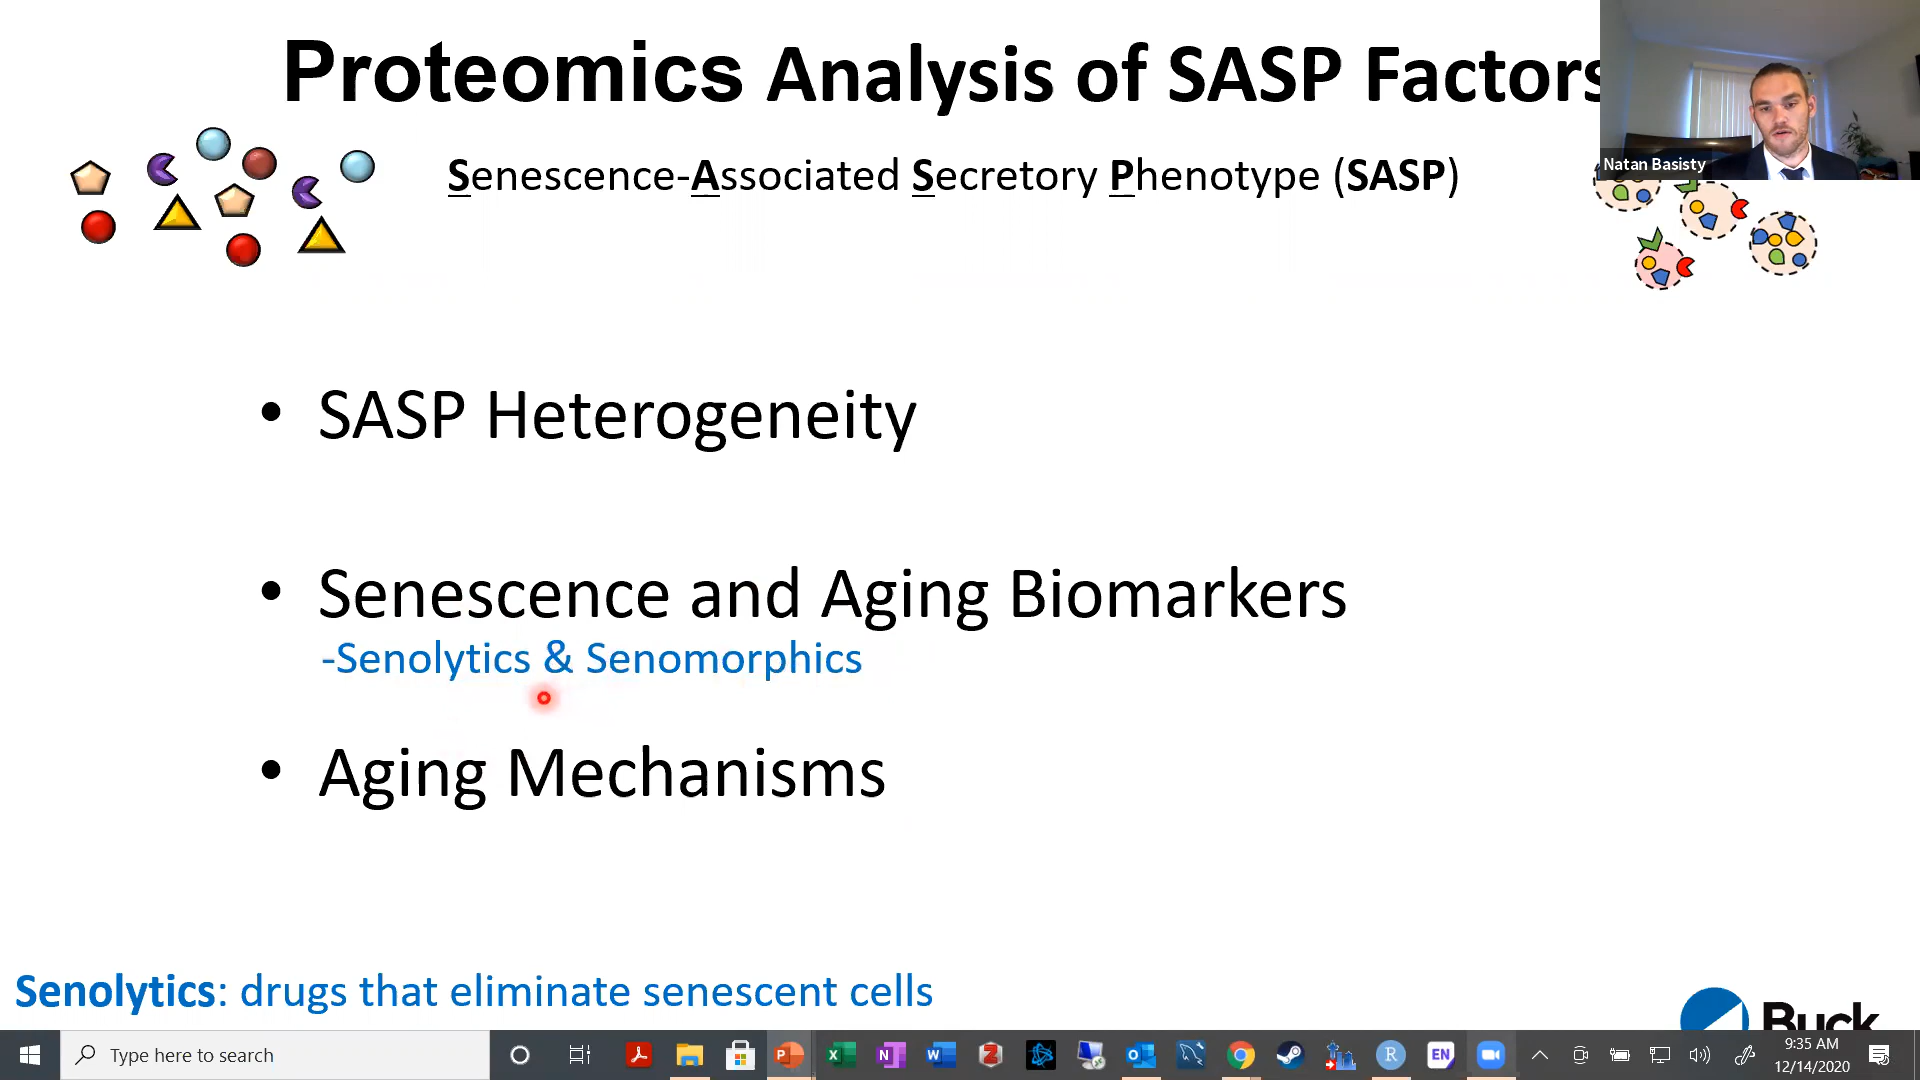 Proteomics Analysis of SASP Factors
Natan Basisty
Senescence-Associated Secretory Phenotype (SASP)
• SASP Heterogeneity
• Senescence and Aging Biomarkers
-Senolytics & Senomorphics
• Aging Mechanisms
Senolytics: drugs that eliminate senescent cells
Buck
Type here to search
EN
9:35 AM
12/14/2020